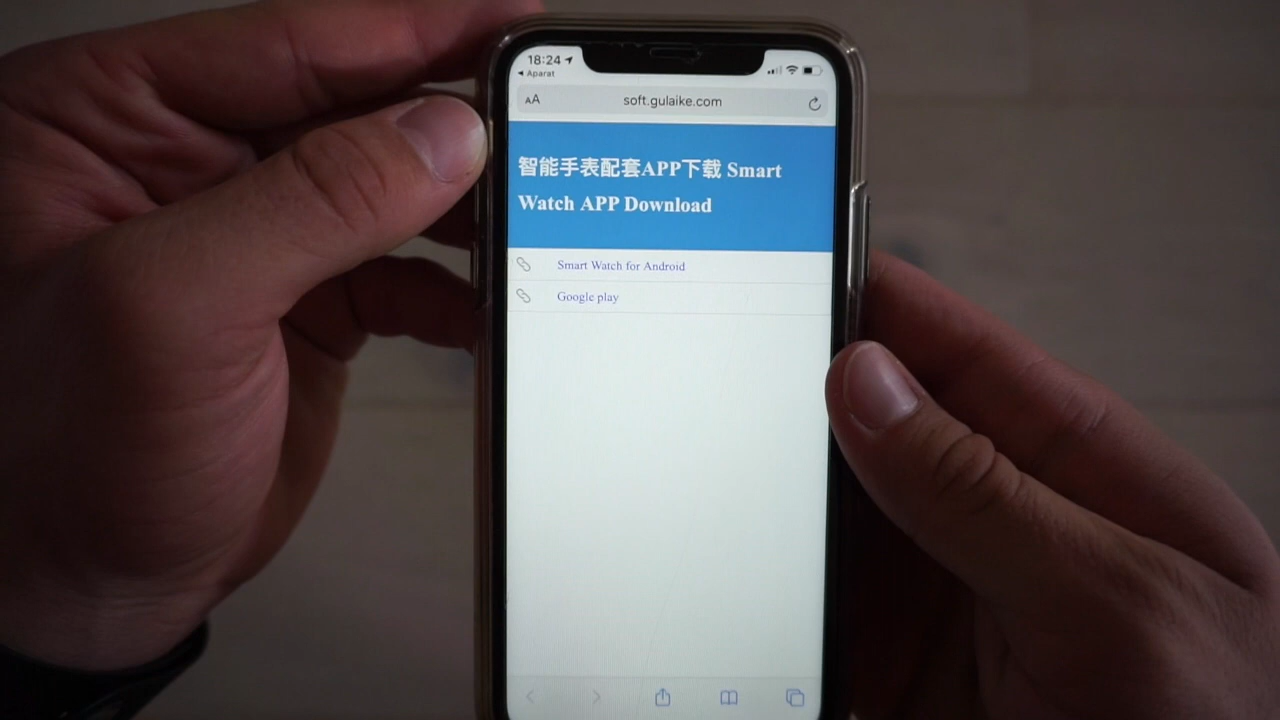 18:24
◀ Aparat
AA
soft.gulaike.com
智能手表配套APP下载 Smart
Watch APP Download
Smart Watch for Android
Google play